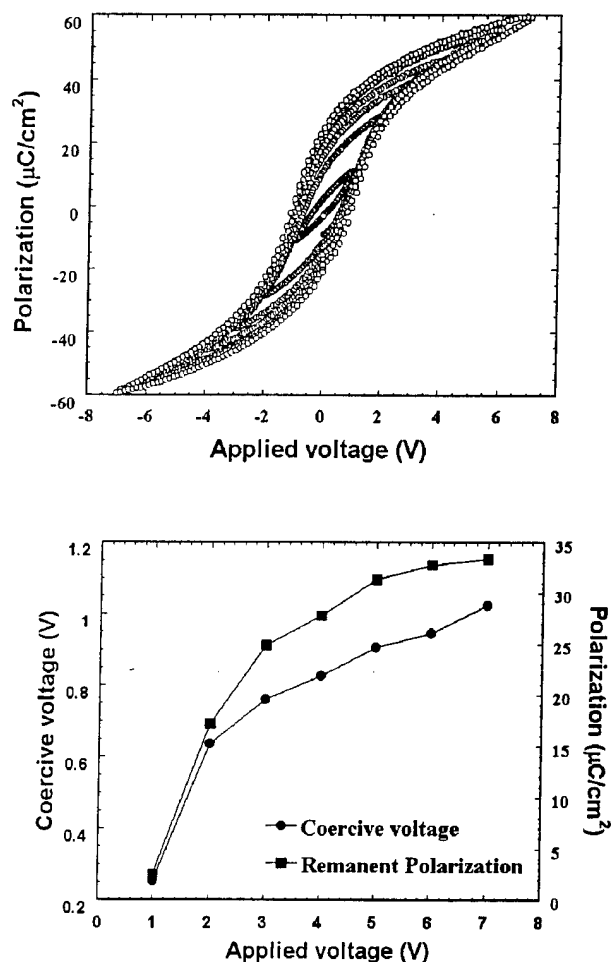 60
40
20
0
-20
-40
-60
Polarization (µC/cm²)
-8 -6 -4 -2 0 2 4 6 8
Applied voltage (V)
1.2
1
0.8
0.6
0.4
0.2
Coercive voltage (V)
35
30
25
20
15
10
5
0
Polarization (µC/cm²)
Coercive voltage
Remanent Polarization
0 1 2 3 4 5 6 7 8
Applied voltage (V)